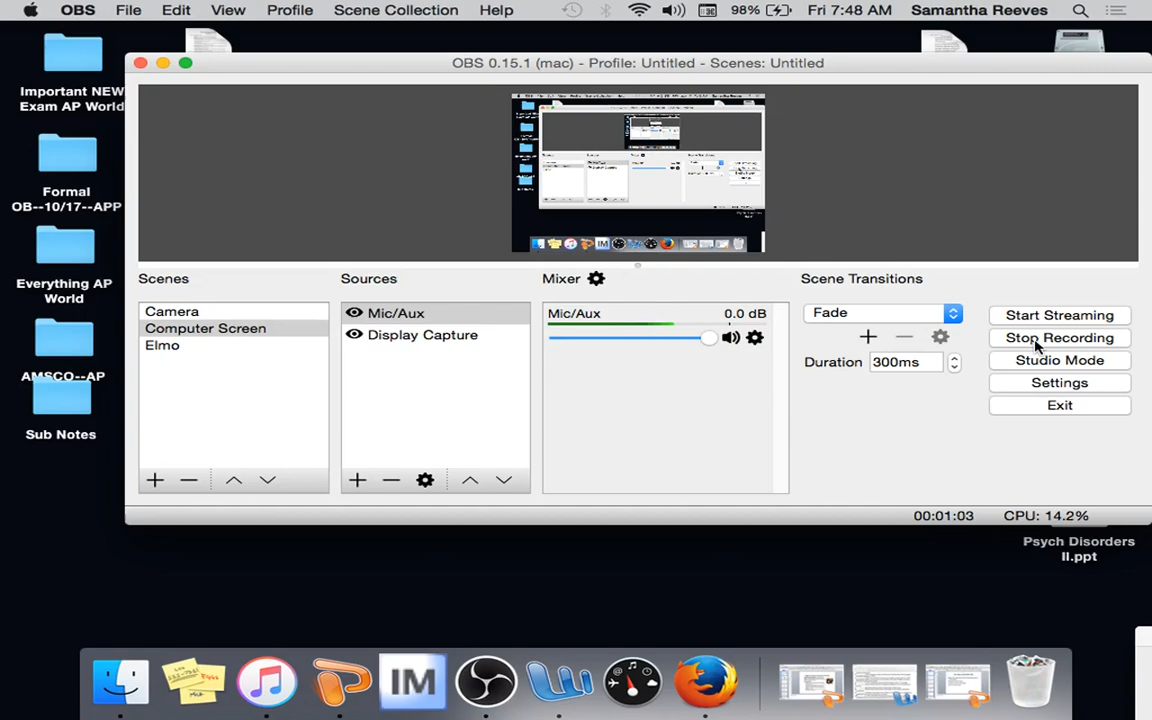 OBS File Edit View Profile Scene Collection Help 98% Fri 7:48 AM Samantha Reeves
OBS 0.15.1 (mac) - Profile: Untitled - Scenes: Untitled
Important NEW
Exam AP World
Formal
OB--10/17--APP
Everything AP
World
AMSCO--AP
Sub Notes
Scenes
Camera
Computer Screen
Elmo
Sources
Mic/Aux
Display Capture
Mixer
Mic/Aux 0.0 dB
Scene Transitions
Fade
Duration 300ms
Start Streaming
Stop Recording
Studio Mode
Settings
Exit
00:01:03 CPU: 14.2%
Psych Disorders
II.ppt
IM